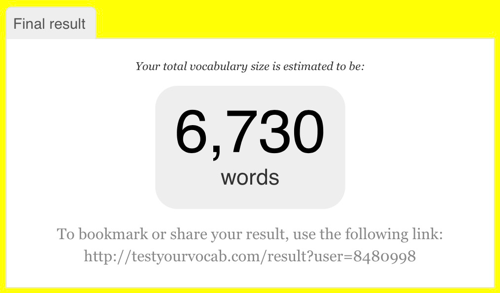 Final result
Your total vocabulary size is estimated to be:
6,730
words
To bookmark or share your result, use the following link:
http://testyourvocab.com/result?user=8480998